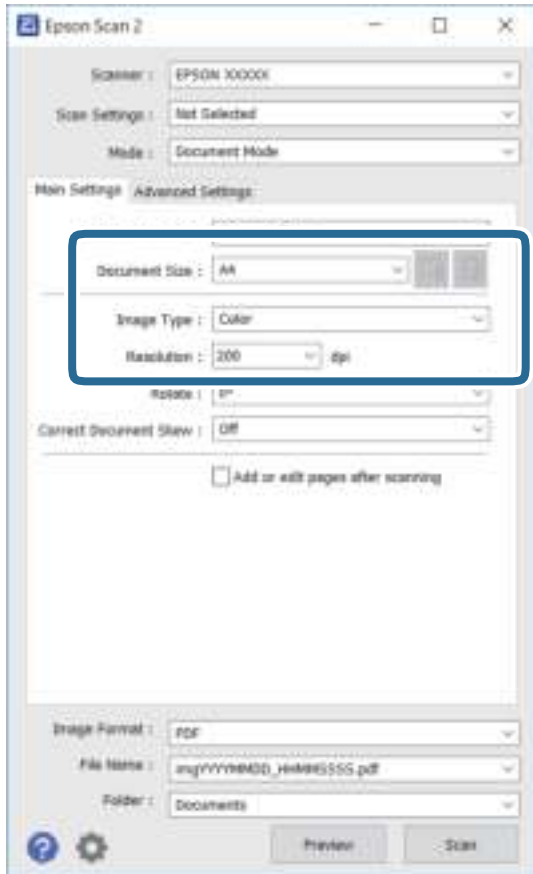 Epson Scan 2
Scanner : EPSON XXXXX
Scan Settings : Not Selected
Mode : Document Mode
Main Settings Advanced Settings
Document Size : A4
Image Type : Color
Resolution : 200 dpi
Rotate : 0°
Correct Document Skew : Off
Add or edit pages after scanning
Image Format : PDF
File Name : imgYYYYMMDD_HHMMSSSS.pdf
Folder : Documents
Preview Scan